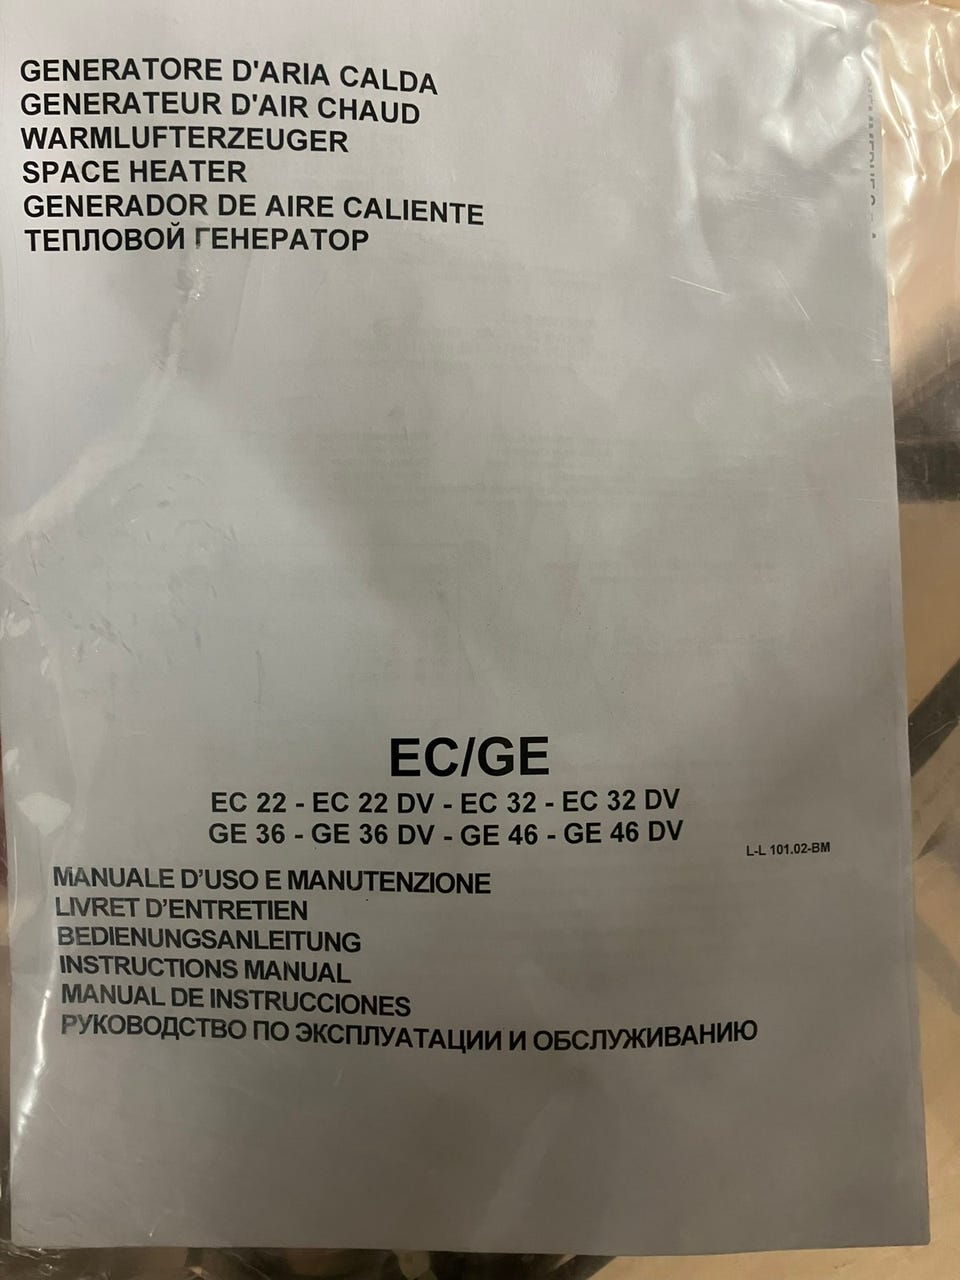 GENERATORE D'ARIA CALDA
GENERATEUR D'AIR CHAUD
WARMLUFTERZEUGER
SPACE HEATER
GENERADOR DE AIRE CALIENTE
ТЕПЛОВОЙ ГЕНЕРАТОР
EC/GE
EC 22 - EC 22 DV - EC 32 - EC 32 DV
GE 36 - GE 36 DV - GE 46 - GE 46 DV
L-L 101.02-BM
MANUALE D’USO E MANUTENZIONE
LIVRET D’ENTRETIEN
BEDIENUNGSANLEITUNG
INSTRUCTIONS MANUAL
MANUAL DE INSTRUCCIONES
РУКОВОДСТВО ПО ЭКСПЛУАТАЦИИ И ОБСЛУЖИВАНИЮ